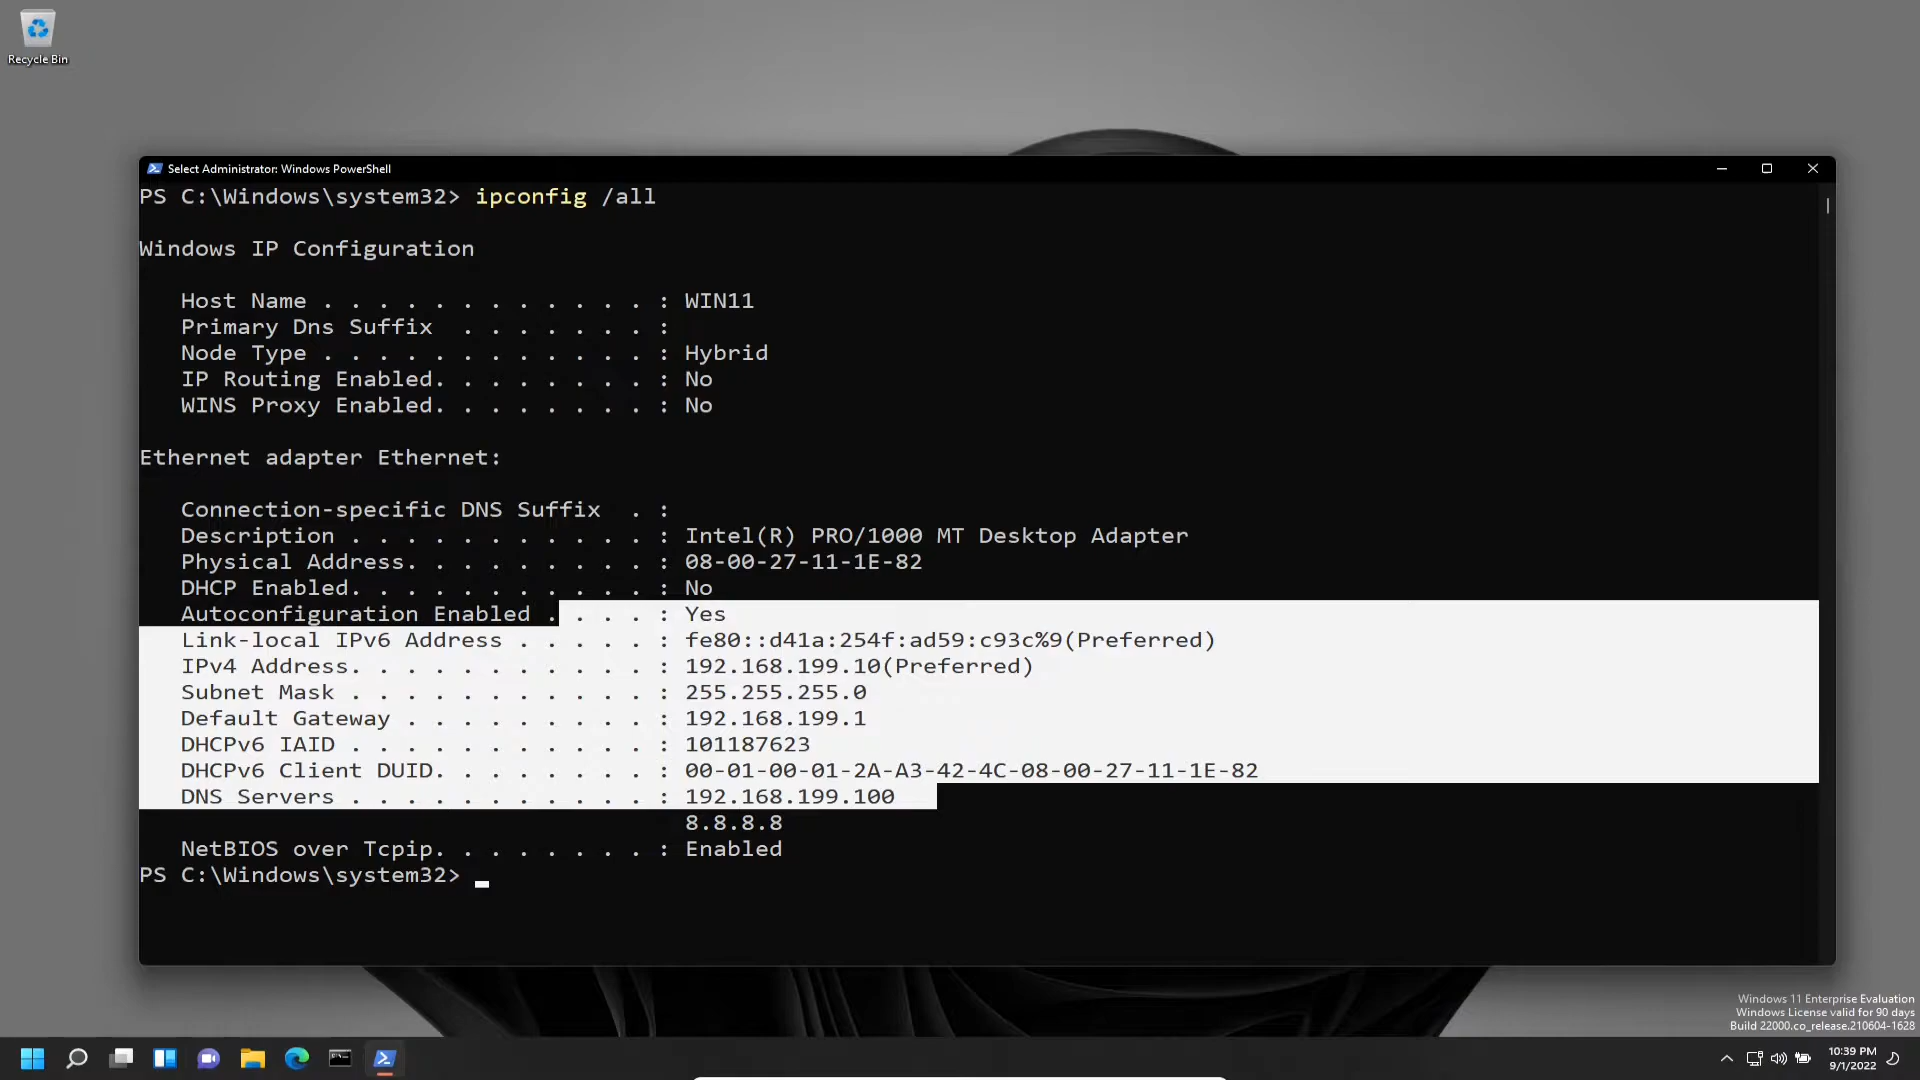 Recycle Bin
Select Administrator: Windows PowerShell
PS C:\Windows\system32> ipconfig /all
Windows IP Configuration
Host Name . . . . . . . . . . . . : WIN11
Primary Dns Suffix  . . . . . . . :
Node Type . . . . . . . . . . . . : Hybrid
IP Routing Enabled. . . . . . . . : No
WINS Proxy Enabled. . . . . . . . : No
Ethernet adapter Ethernet:
Connection-specific DNS Suffix  . :
Description . . . . . . . . . . . : Intel(R) PRO/1000 MT Desktop Adapter
Physical Address. . . . . . . . . : 08-00-27-11-1E-82
DHCP Enabled. . . . . . . . . . . : No
Autoconfiguration Enabled . . . . : Yes
Link-local IPv6 Address . . . . . : fe80::d41a:254f:ad59:c93c%9(Preferred)
IPv4 Address. . . . . . . . . . . : 192.168.199.10(Preferred)
Subnet Mask . . . . . . . . . . . : 255.255.255.0
Default Gateway . . . . . . . . . : 192.168.199.1
DHCPv6 IAID . . . . . . . . . . . : 101187623
DHCPv6 Client DUID. . . . . . . . : 00-01-00-01-2A-A3-42-4C-08-00-27-11-1E-82
DNS Servers . . . . . . . . . . . : 192.168.199.100
8.8.8.8
NetBIOS over Tcpip. . . . . . . . : Enabled
PS C:\Windows\system32>
Windows 11 Enterprise Evaluation
Windows License valid for 90 days
Build 22000.co_release.210604-1628
10:39 PM
9/1/2022